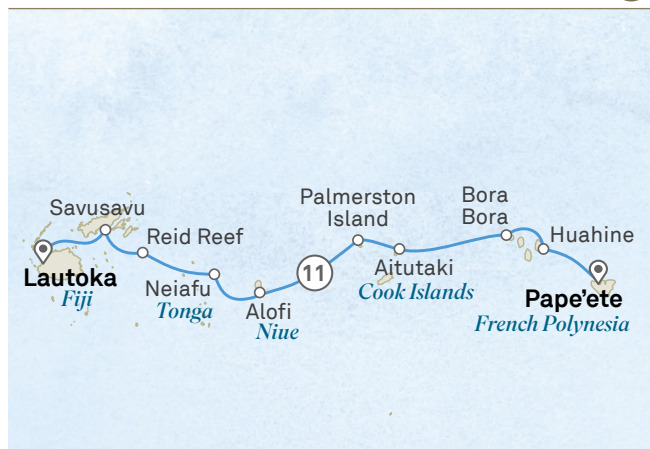 Savusavu
Reid Reef
Lautoka
Fiji
Neiafu
Tonga
Alofi
Niue
11
Palmerston
Island
Aitutaki
Cook Islands
Bora
Bora
Huahine
Pape’ete
French Polynesia